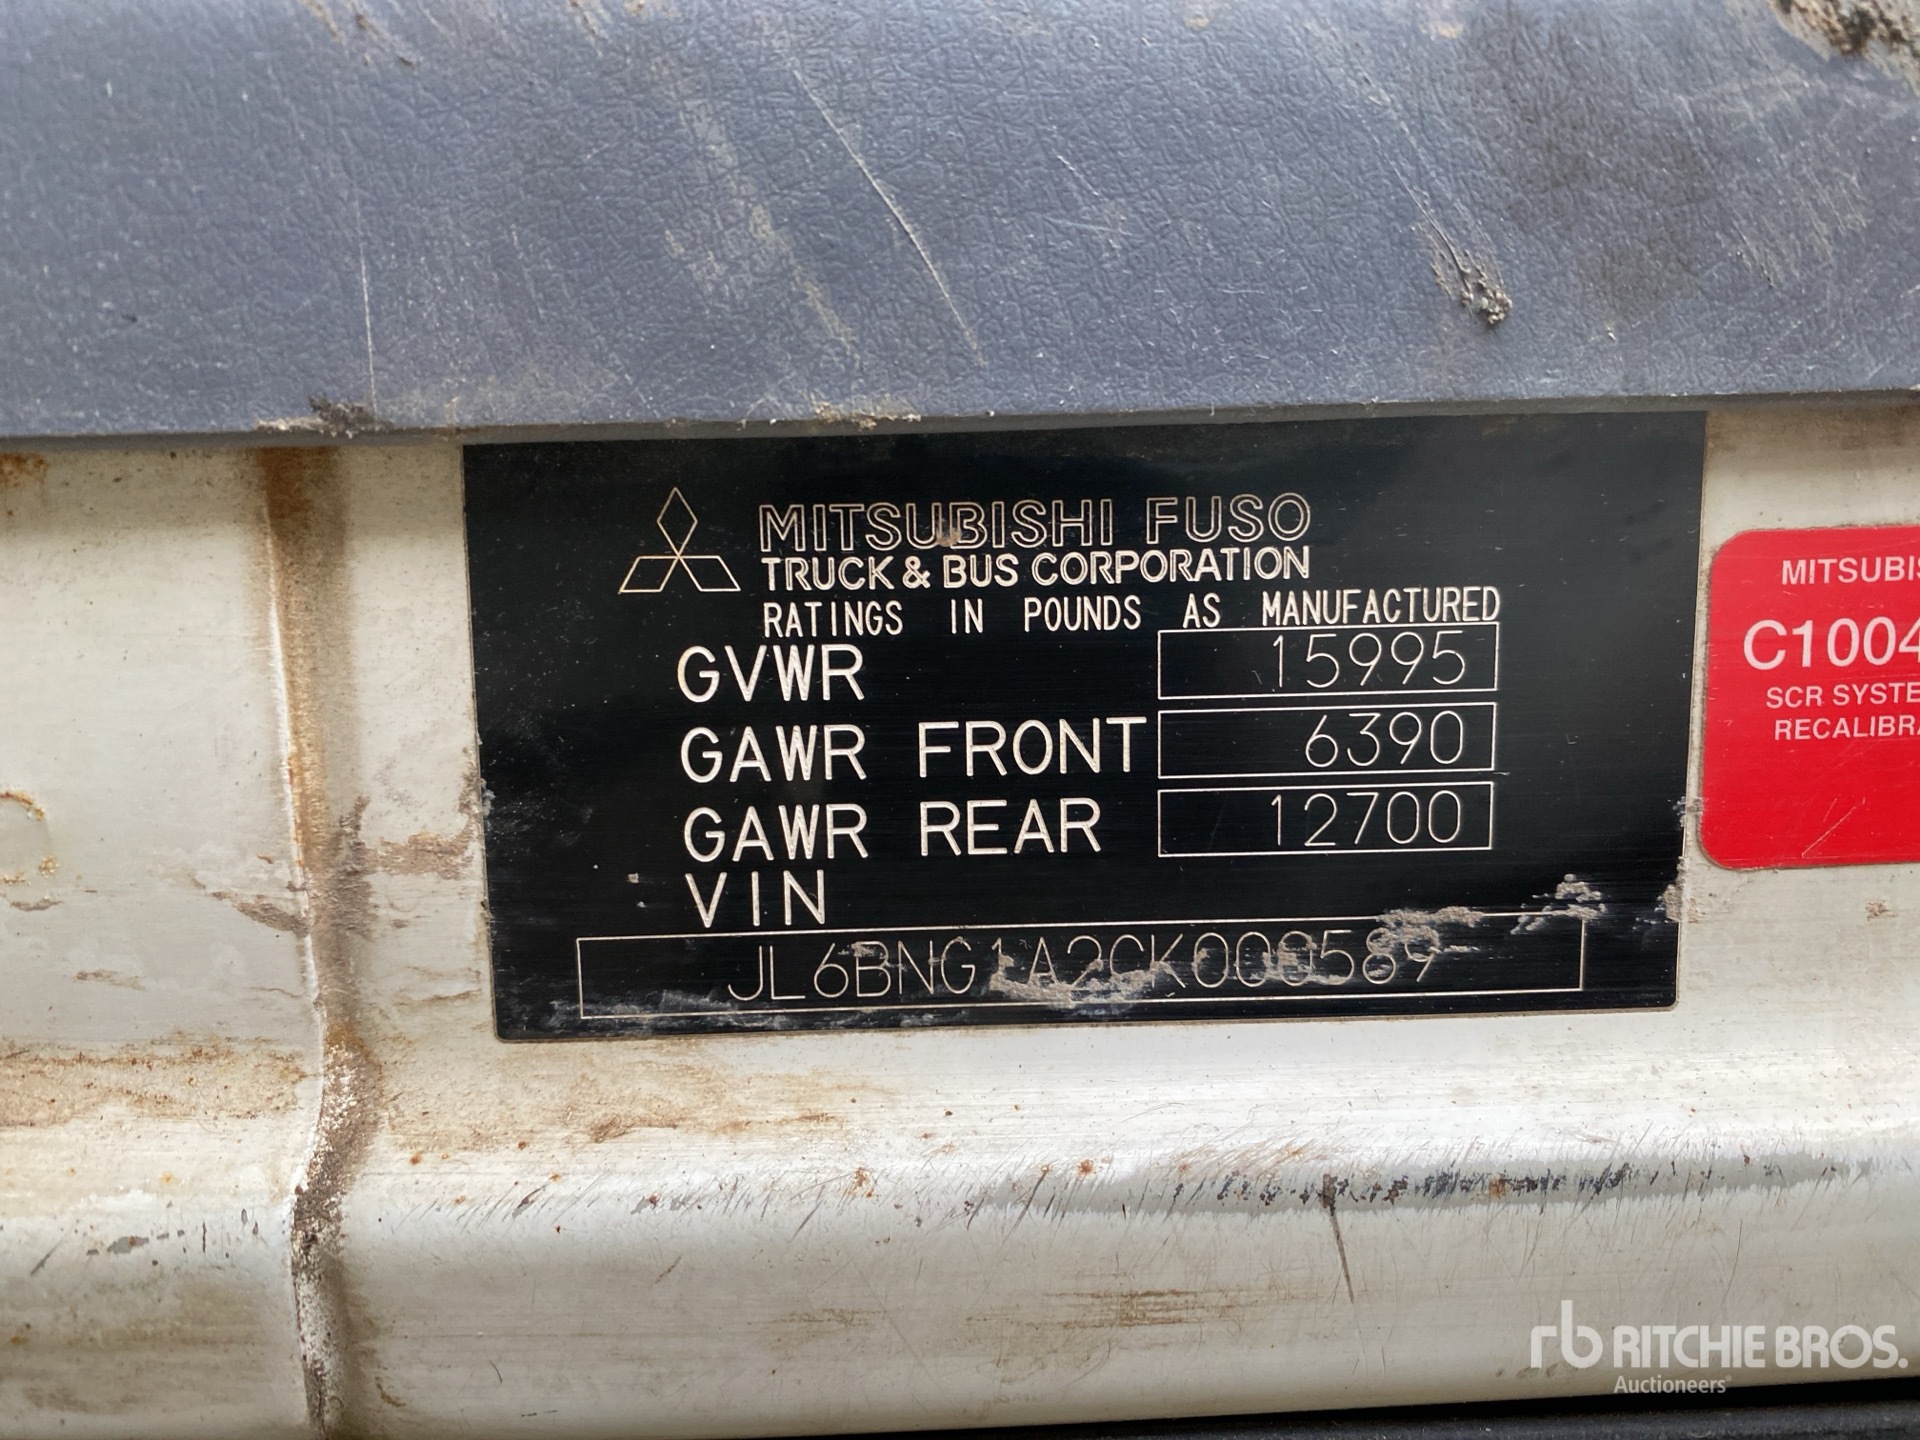 MITSUBISHI FUSO
TRUCK & BUS CORPORATION
RATINGS IN POUNDS AS MANUFACTURED
GVWR 15995
GAWR FRONT 6390
GAWR REAR 12700
VIN
JL6BNG1A2CK000589
MITSUBIS
C1004
SCR SYSTE
RECALIBRA
rb RITCHIE BROS.
Auctioneers